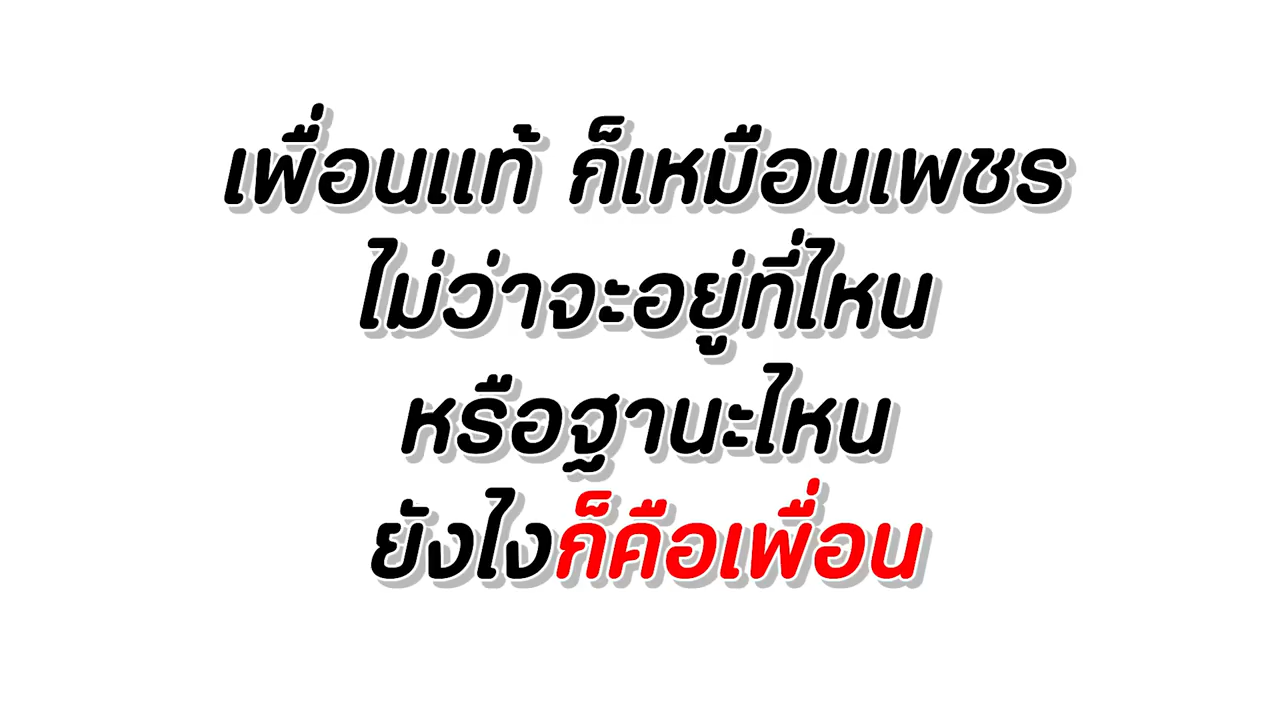 เพื่อนแท้ ก็เหมือนเพชร
ไม่ว่าจะอยู่ที่ไหน
หรือฐานะไหน
ยังไงก็คือเพื่อน